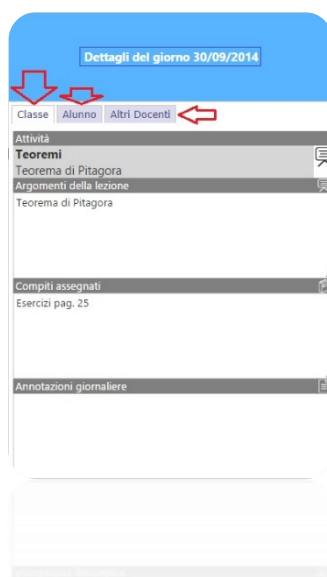 Dettagli del giorno 30/09/2014
Classe Alunno Altri Docenti
Attività
Teoremi
Teorema di Pitagora
Argomenti della lezione
Teorema di Pitagora
Compiti assegnati
Esercizi pag. 25
Annotazioni giornaliere